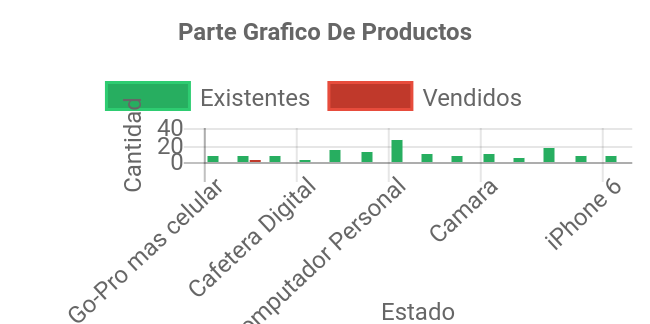 Parte Grafico De Productos
Existentes
Vendidos
Cantidad
40
20
0
Go-Pro mas celular
Cafetera Digital
omputador Personal
Camara
iPhone 6
Estado